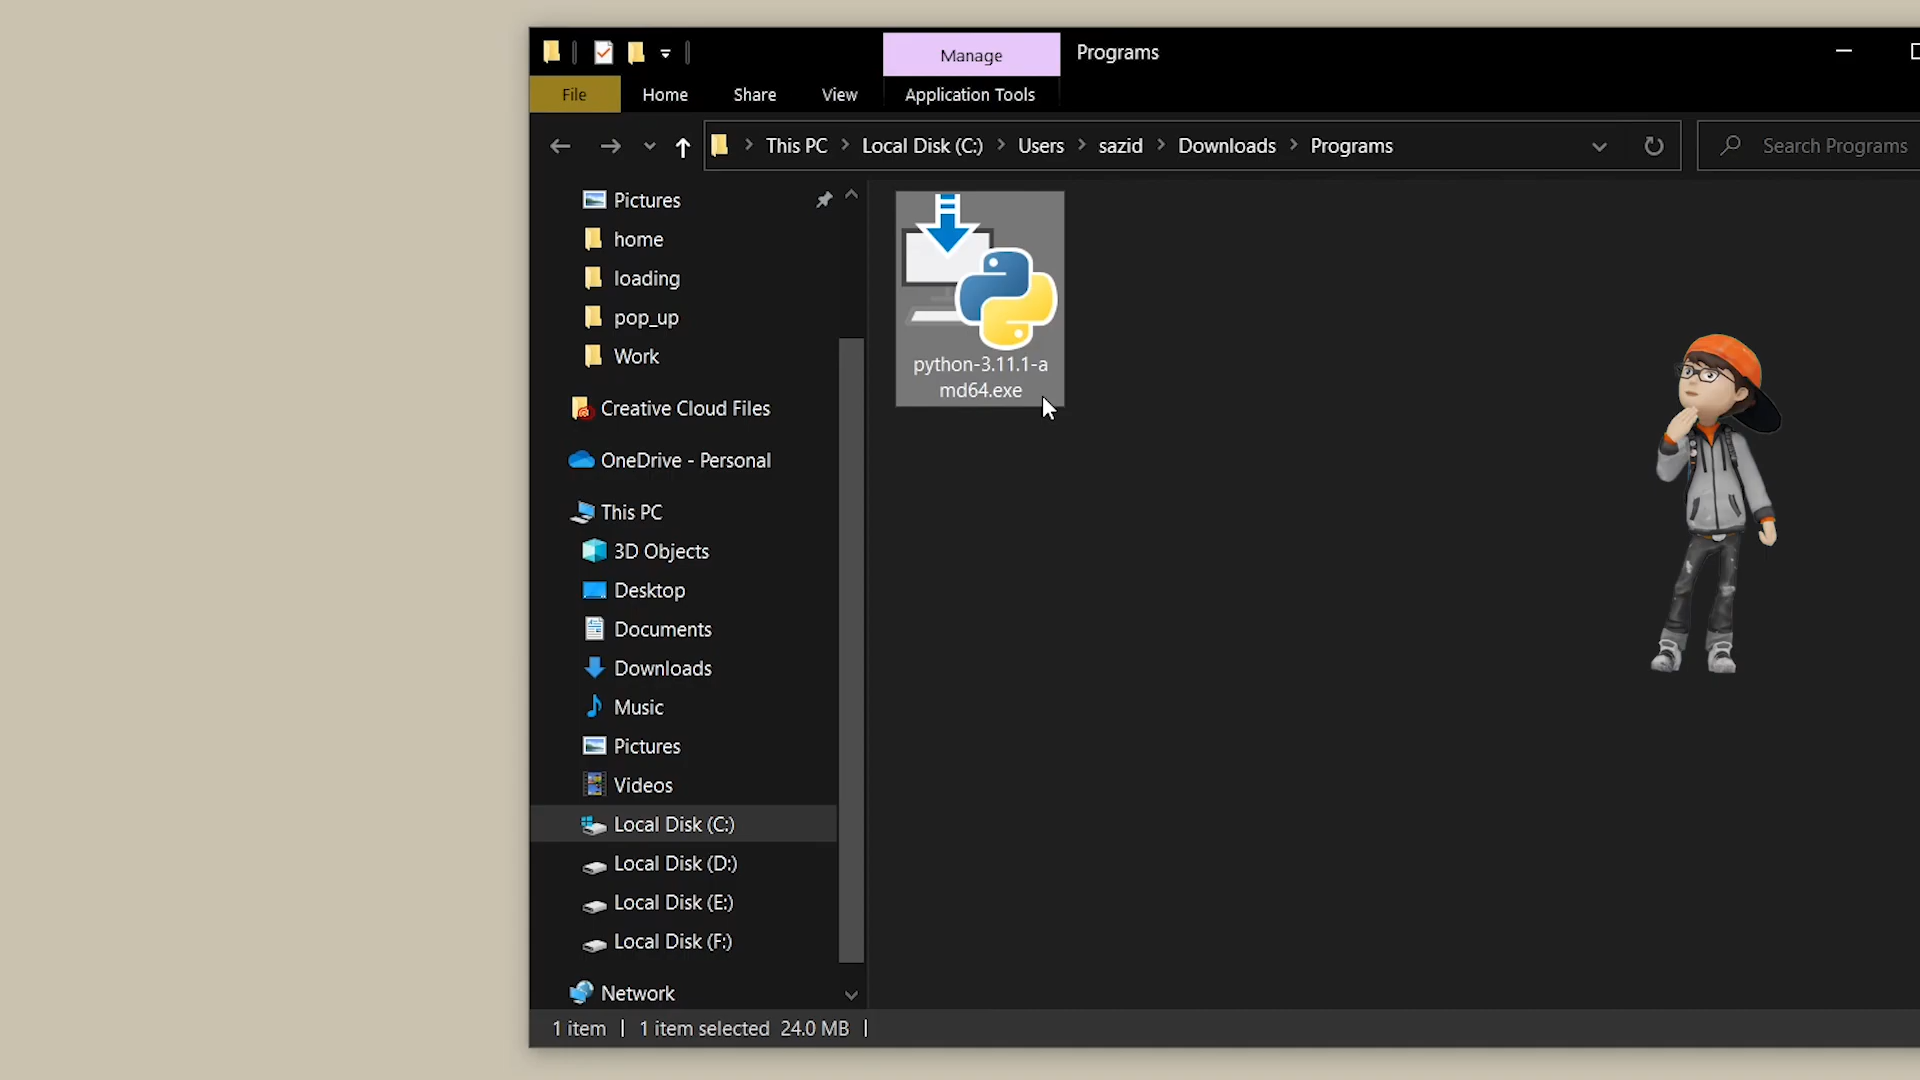 Manage
Programs
File
Home
Share
View
Application Tools
This PC
Local Disk (C:)
Users
sazid
Downloads
Programs
Search Programs
Pictures
home
loading
pop_up
Work
Creative Cloud Files
OneDrive - Personal
This PC
3D Objects
Desktop
Documents
Downloads
Music
Pictures
Videos
Local Disk (C:)
Local Disk (D:)
Local Disk (E:)
Local Disk (F:)
Network
python-3.11.1-a
md64.exe
1 item
1 item selected 24.0 MB